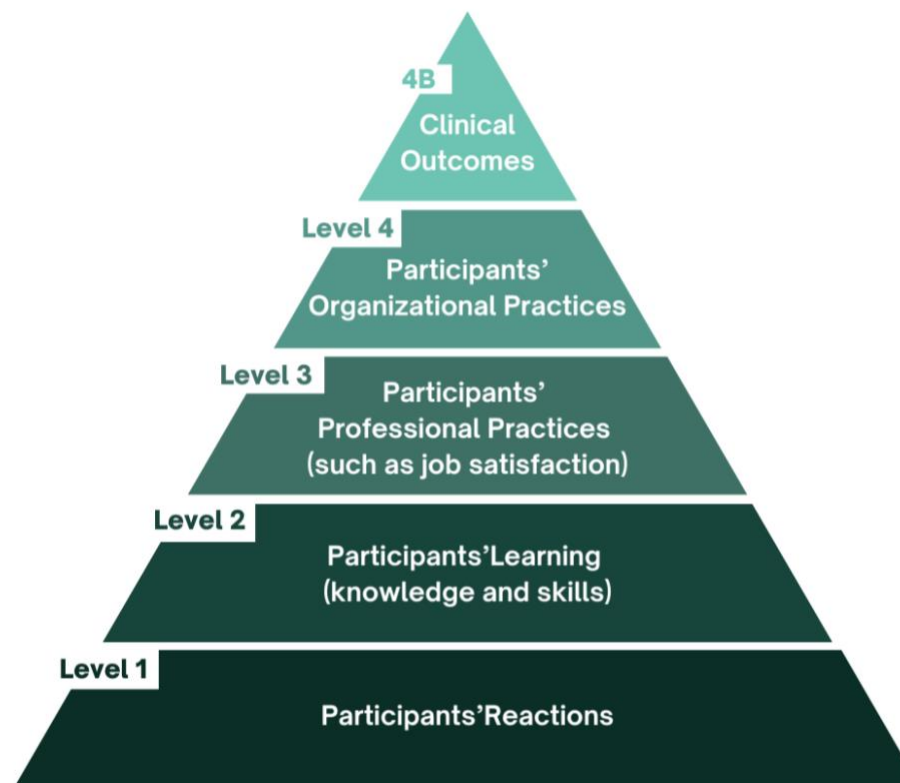 4B
Clinical
Outcomes
Level 4
Participants’
Organizational Practices
Level 3
Participants’
Professional Practices
(such as job satisfaction)
Level 2
Participants’Learning
(knowledge and skills)
Level 1
Participants’Reactions